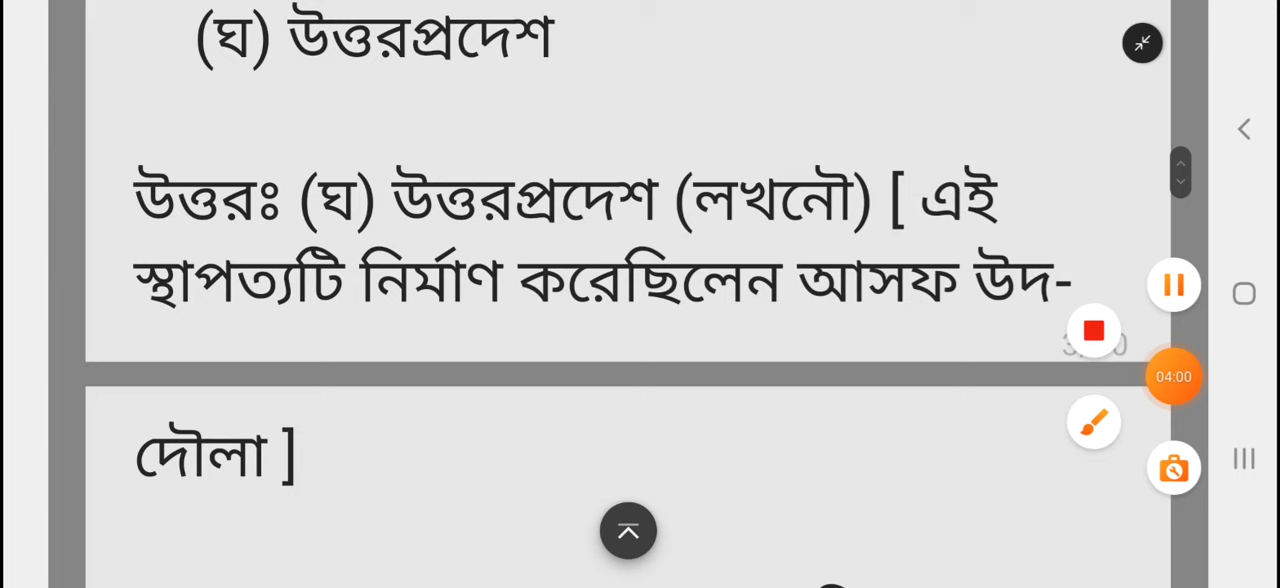 (ঘ) উত্তরপ্রদেশ
উত্তরঃ (ঘ) উত্তরপ্রদেশ (লখনৌ) [ এই
স্থাপত্যটি নির্মাণ করেছিলেন আসফ উদ-
04:00
দৌলা ]